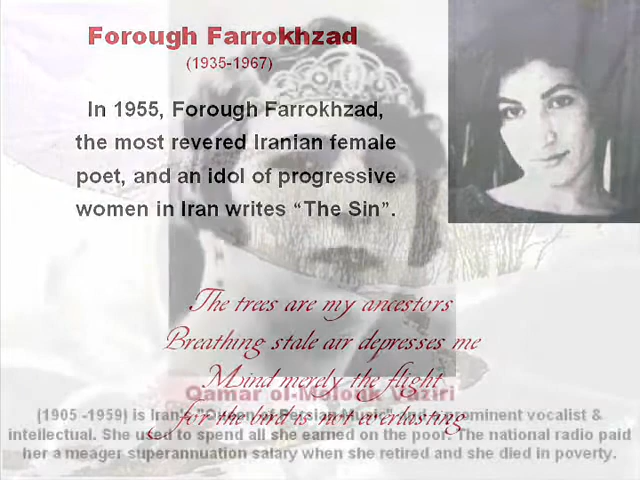 Forough Farrokhzad
(1935-1967)
In 1955, Forough Farrokhzad,
the most revered Iranian female
poet, and an idol of progressive
women in Iran writes “The Sin”.
The trees are my ancestors
Breathing stale air depresses me
Mind merely the flight
for the bird is not everlasting
Qamar ol-Molouk Vaziri
(1905 -1959) is Iran's "Queen of Persian Music" and prominent vocalist &
intellectual. She used to spend all she earned on the poor. The national radio paid
her a meager superannuation salary when she retired and she died in poverty.